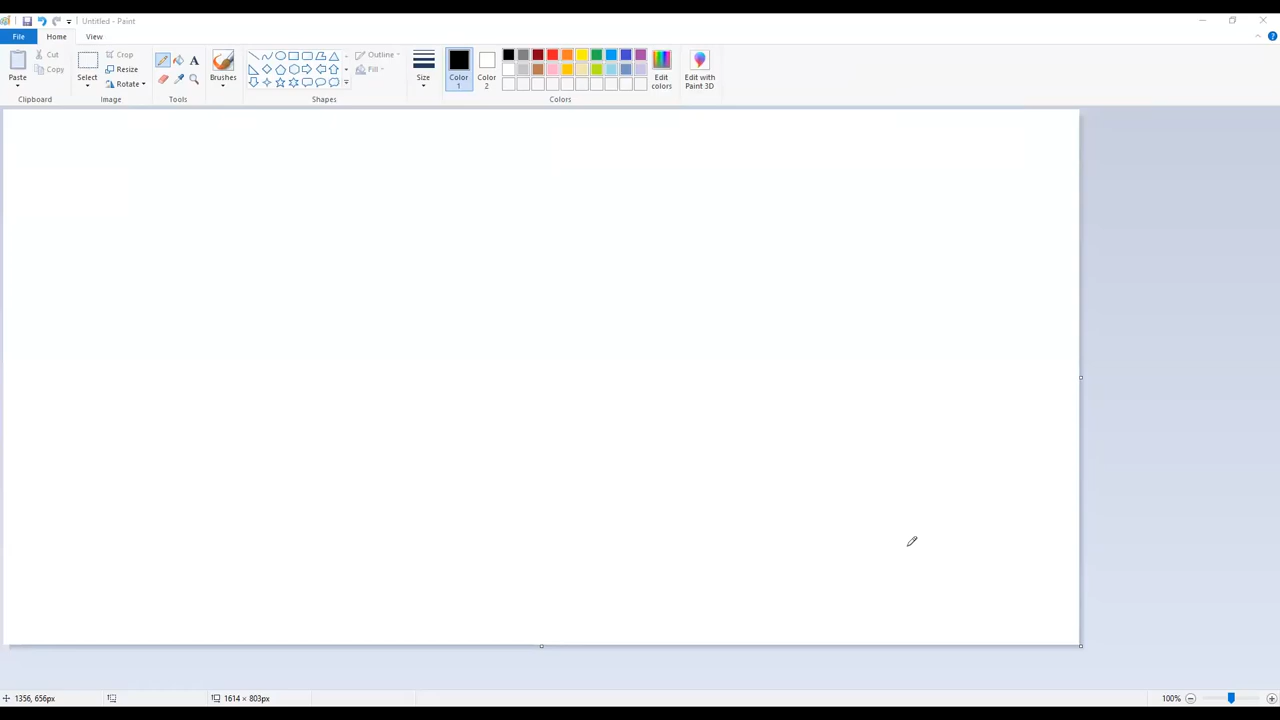 Untitled - Paint
File Home View
Paste
Cut
Copy
Clipboard
Select
Crop
Resize
Rotate
Image
Tools
Brushes
Shapes
Outline
Fill
Size
Color 1
Color 2
Edit colors
Colors
Edit with Paint 3D
1356, 656px
1614 × 803px
100%